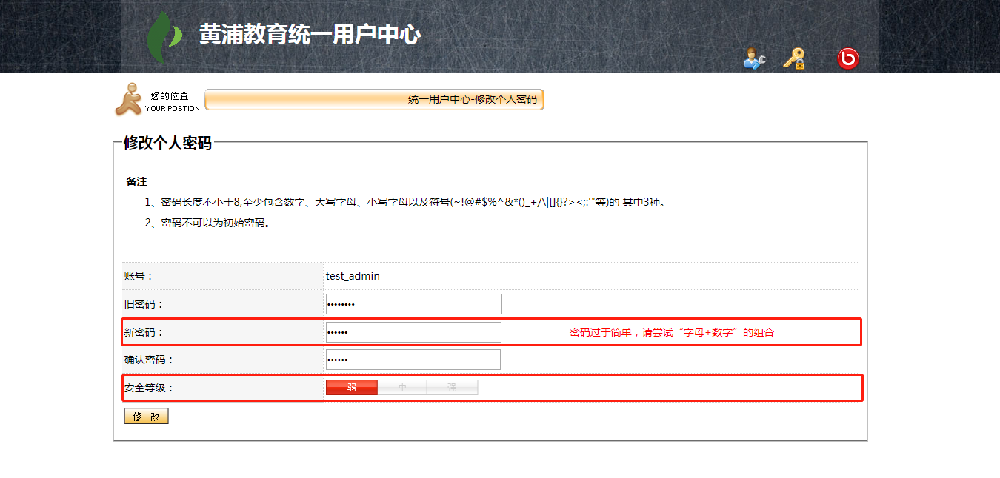 黄浦教育统一用户中心
您的位置
YOUR POSTION
统一用户中心-修改个人密码
修改个人密码
备注
1、密码长度不小于8,至少包含数字、大写字母、小写字母以及符号(~!@#$%^&*()_+/\|[]{}?><;:'"等)的 其中3种。
2、密码不可以为初始密码。
账号：
test_admin
旧密码：
••••••••
新密码：
••••••
密码过于简单，请尝试“字母+数字”的组合
确认密码：
••••••
安全等级：
弱 中 强
修 改